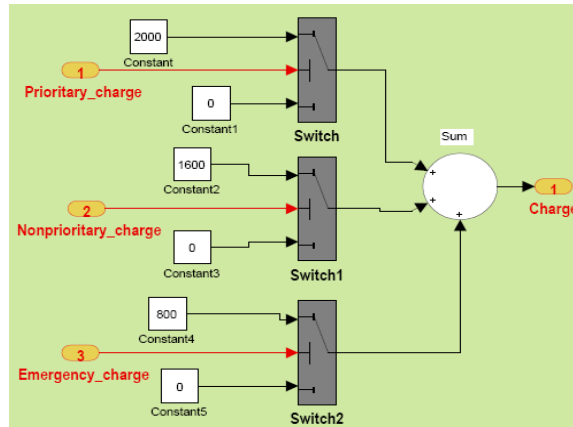 2000
Constant
1
Prioritary_charge
0
Constant1
Switch
Sum
1600
Constant2
2
Nonprioritary_charge
0
Constant3
Switch1
+
+
+
1
Charge
800
Constant4
3
Emergency_charge
0
Constant5
Switch2